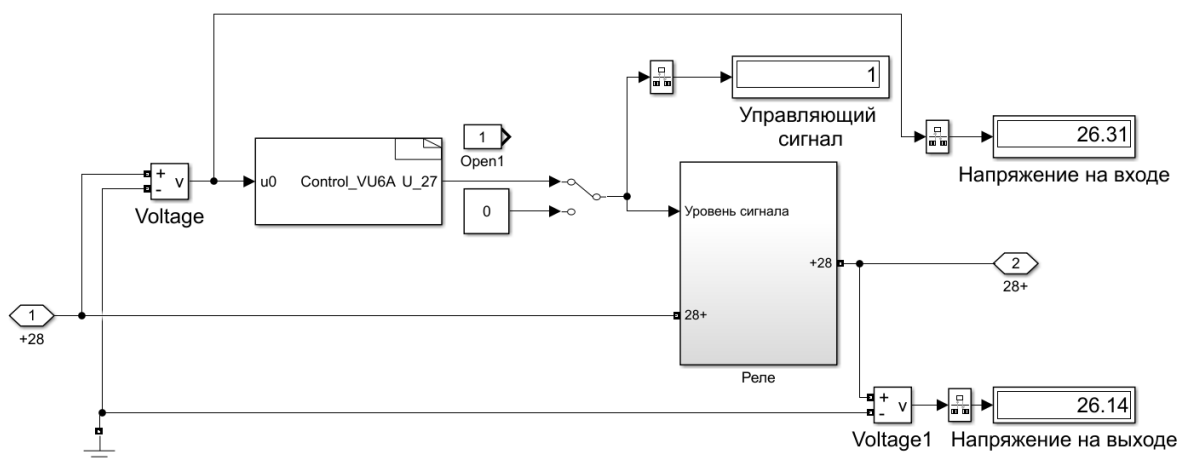 1
Управляющий
сигнал
26.31
Напряжение на входе
1
Open1
+
-
v
Voltage
u0
Control_VU6A
U_27
0
Уровень сигнала
+28
2
28+
1
+28
28+
Реле
+
-
v
Voltage1
26.14
Напряжение на выходе